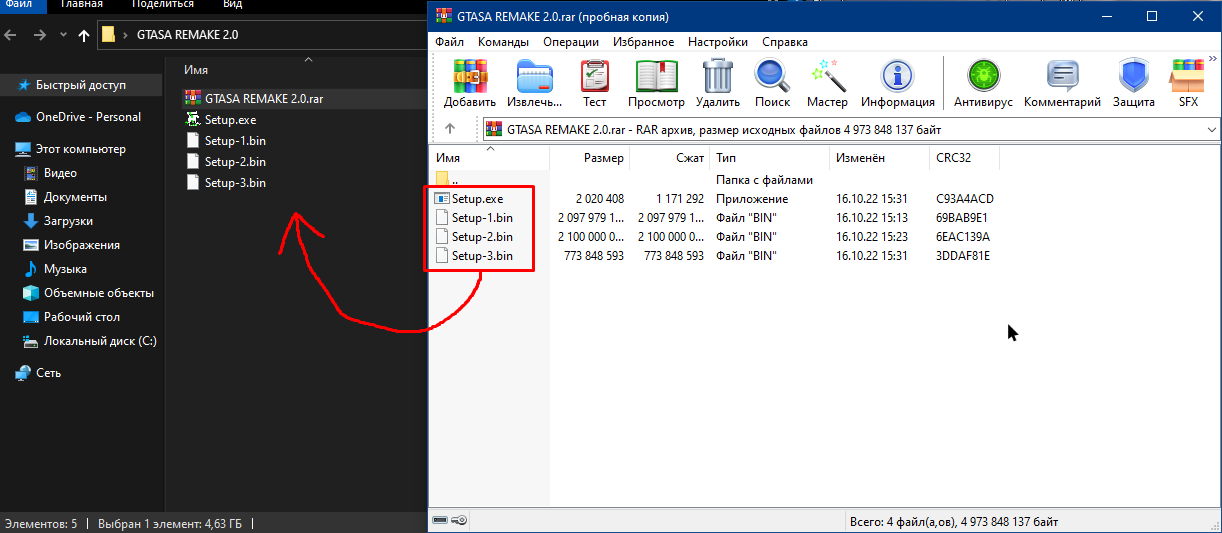 Файл Главная Поделиться Вид
GTASA REMAKE 2.0
Имя
Быстрый доступ
OneDrive - Personal
Этот компьютер
Видео
Документы
Загрузки
Изображения
Музыка
Объемные объекты
Рабочий стол
Локальный диск (C:)
Сеть
GTASA REMAKE 2.0.rar
Setup.exe
Setup-1.bin
Setup-2.bin
Setup-3.bin
Элементов: 5 Выбран 1 элемент: 4,63 ГБ
GTASA REMAKE 2.0.rar (пробная копия)
Файл Команды Операции Избранное Настройки Справка
Добавить Извлечь... Тест Просмотр Удалить Поиск Мастер Информация Антивирус Комментарий Защита SFX
GTASA REMAKE 2.0.rar - RAR архив, размер исходных файлов 4 973 848 137 байт
Имя Размер Сжат Тип Изменён CRC32
.. Папка с файлами
Setup.exe 2 020 408 1 171 292 Приложение 16.10.22 15:31 C93A4ACD
Setup-1.bin 2 097 979 1... 2 097 979 1... Файл "BIN" 16.10.22 15:13 69BAB9E1
Setup-2.bin 2 100 000 0... 2 100 000 0... Файл "BIN" 16.10.22 15:23 6EAC139A
Setup-3.bin 773 848 593 773 848 593 Файл "BIN" 16.10.22 15:31 3DDAF81E
Всего: 4 файл(а,ов), 4 973 848 137 байт